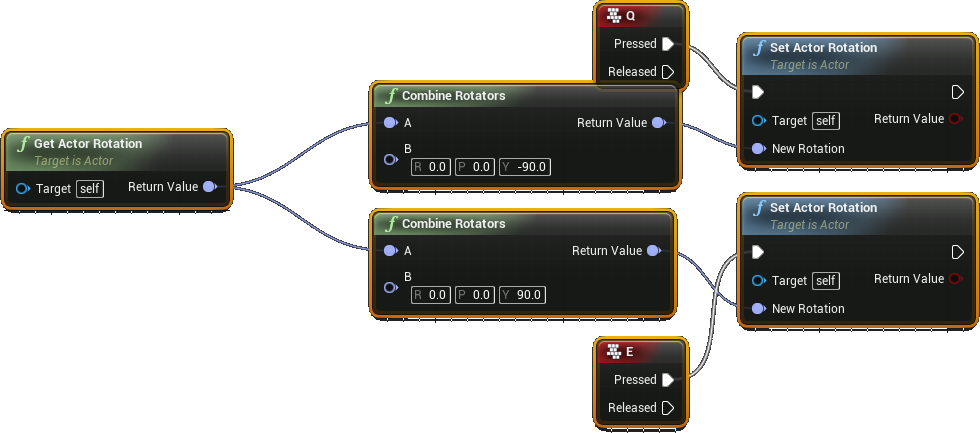 Q
Pressed
Released
Set Actor Rotation
Target is Actor
Target self
Return Value
New Rotation
Combine Rotators
A
Return Value
B
R 0.0 P 0.0 Y -90.0
Get Actor Rotation
Target is Actor
Target self
Return Value
Combine Rotators
A
Return Value
B
R 0.0 P 0.0 Y 90.0
Set Actor Rotation
Target is Actor
Target self
Return Value
New Rotation
E
Pressed
Released